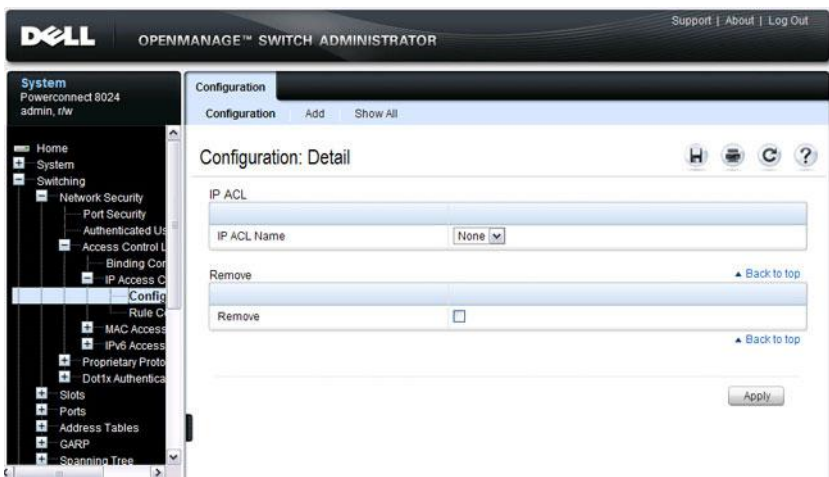 Support | About | Log Out
DELL OPENMANAGE™ SWITCH ADMINISTRATOR
System
Powerconnect 8024
admin, r/w
Home
System
Switching
Network Security
Port Security
Authenticated Us
Access Control L
Binding Cor
IP Access C
Config
Rule C
MAC Access
IPv6 Access
Proprietary Proto
Dot1x Authentica
Slots
Ports
Address Tables
GARP
Spanning Tree
Configuration
Configuration Add Show All
Configuration: Detail
IP ACL
IP ACL Name None
Remove Back to top
Remove
Back to top
Apply